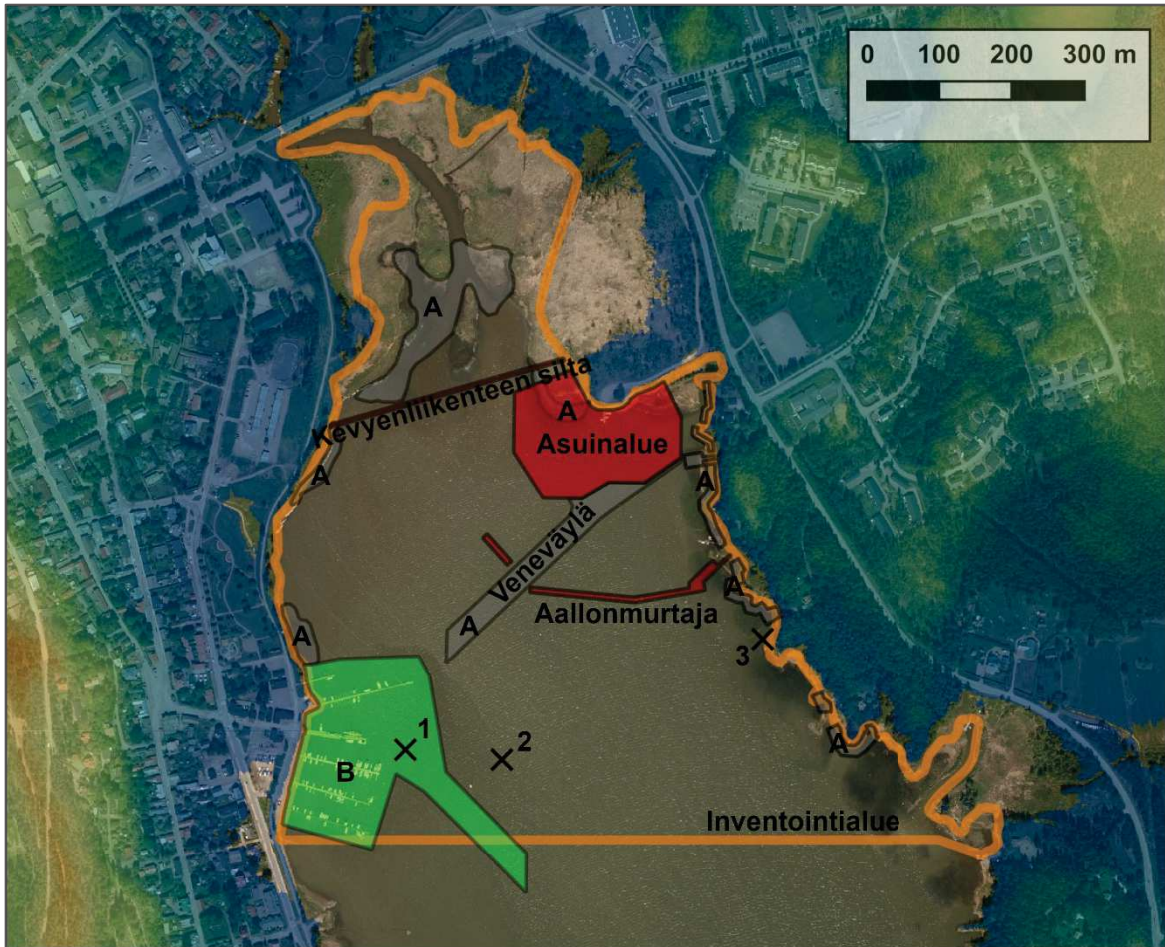 0 100 200 300 m
A
Kevyenliikenteen silta
A
Asuinalue
A
A
Veneväylä
A
Aallonmurtaja
A
A
3
1
2
B
A
Inventointialue